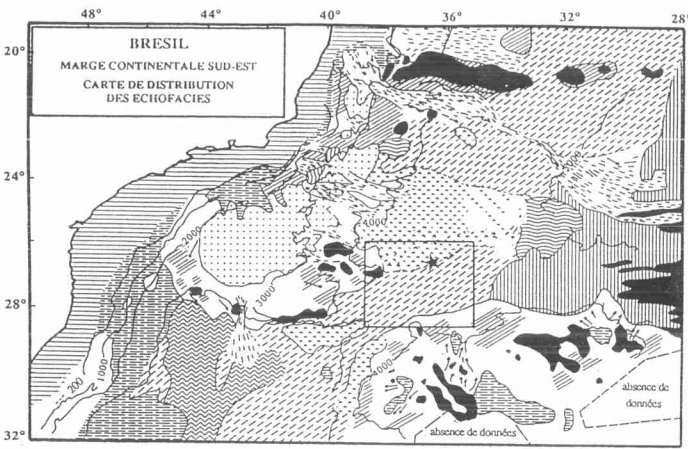 48° 44° 40° 36° 32° 28°
20°
BRESIL
MARGE CONTINENTALE SUD-EST
CARTE DE DISTRIBUTION
DES ECHOFACIES
24°
2000
4000
3000
28°
4000
200
1000
absence de
données
absence de données
32°